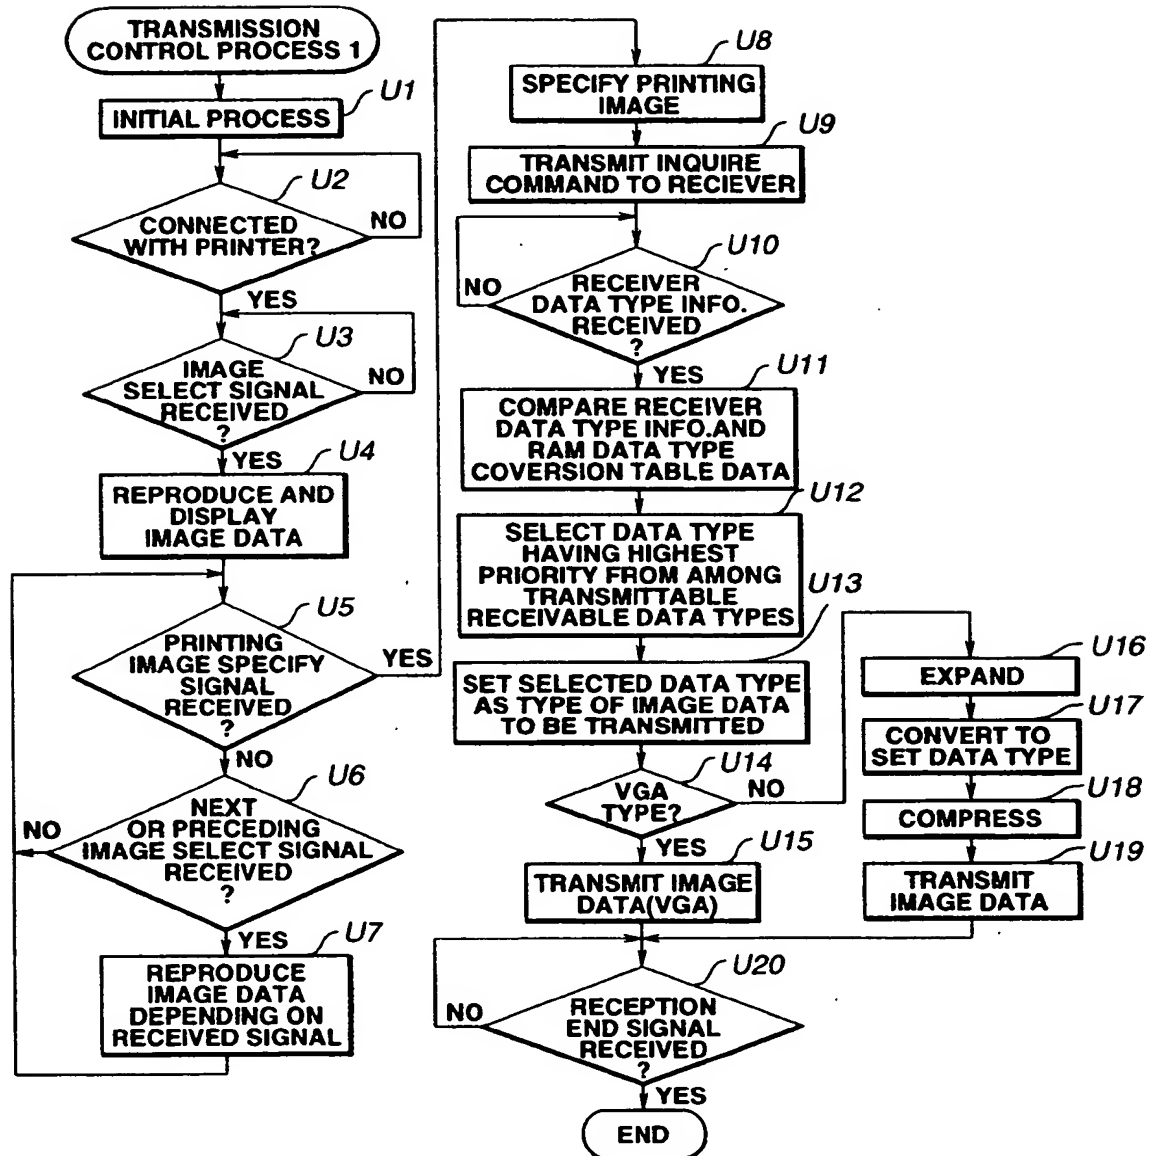 TRANSMISSION
CONTROL PROCESS 1
U1
INITIAL PROCESS
U2
CONNECTED
WITH PRINTER?
NO
YES
U3
IMAGE
SELECT SIGNAL
RECEIVED
?
NO
YES
U4
REPRODUCE AND
DISPLAY
IMAGE DATA
U5
PRINTING
IMAGE SPECIFY
SIGNAL
RECEIVED
?
YES
NO
U6
NEXT
OR PRECEDING
IMAGE SELECT SIGNAL
RECEIVED
?
NO
YES
U7
REPRODUCE
IMAGE DATA
DEPENDING ON
RECEIVED SIGNAL
U8
SPECIFY PRINTING
IMAGE
U9
TRANSMIT INQUIRE
COMMAND TO RECIEVER
U10
RECEIVER
DATA TYPE INFO.
RECEIVED
?
NO
YES
U11
COMPARE RECEIVER
DATA TYPE INFO.AND
RAM DATA TYPE
COVERSION TABLE DATA
U12
SELECT DATA TYPE
HAVING HIGHEST
PRIORITY FROM AMONG
TRANSMITTABLE
RECEIVABLE DATA TYPES
U13
SET SELECTED DATA TYPE
AS TYPE OF IMAGE DATA
TO BE TRANSMITTED
U14
VGA
TYPE?
NO
YES
U15
TRANSMIT IMAGE
DATA(VGA)
U16
EXPAND
U17
CONVERT TO
SET DATA TYPE
U18
COMPRESS
U19
TRANSMIT
IMAGE DATA
U20
RECEPTION
END SIGNAL
RECEIVED
?
NO
YES
END